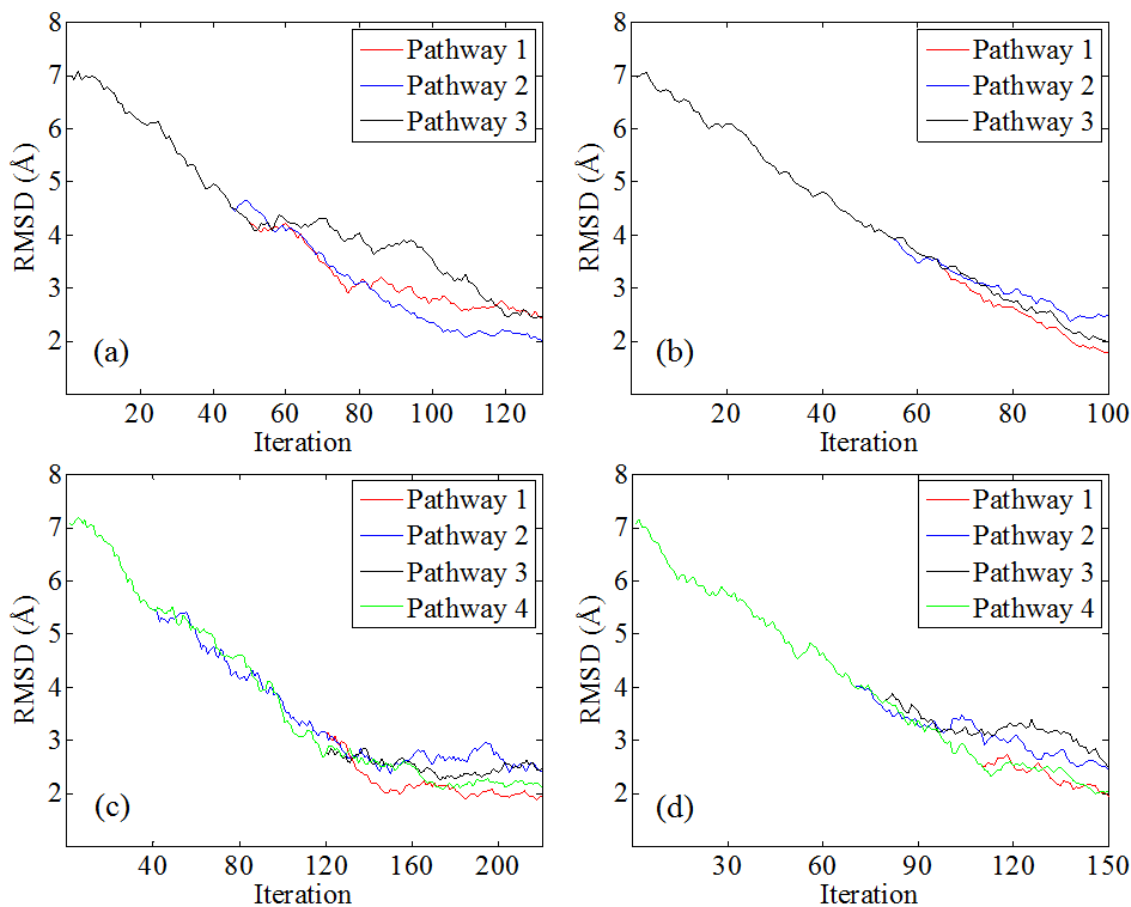 8
7
6
5
4
3
2
RMSD (Å)
20 40 60 80 100 120
Iteration
Pathway 1
Pathway 2
Pathway 3
(a)
8
7
6
5
4
3
2
RMSD (Å)
20 40 60 80 100
Iteration
Pathway 1
Pathway 2
Pathway 3
(b)
8
7
6
5
4
3
2
RMSD (Å)
40 80 120 160 200
Iteration
Pathway 1
Pathway 2
Pathway 3
Pathway 4
(c)
8
7
6
5
4
3
2
RMSD (Å)
30 60 90 120 150
Iteration
Pathway 1
Pathway 2
Pathway 3
Pathway 4
(d)